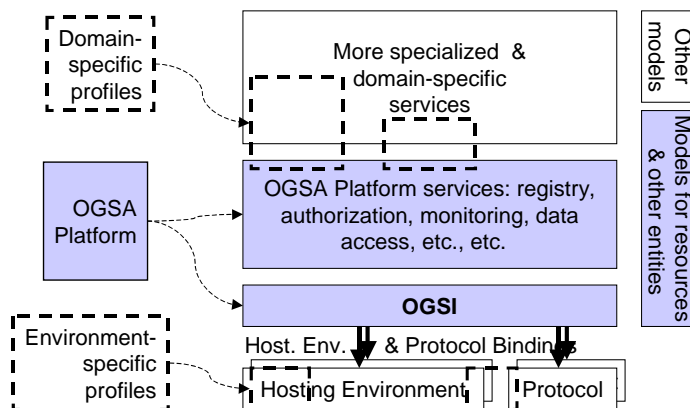 Domain-
specific
profiles
More specialized &
domain-specific
services
Other
models
OGSA
Platform
OGSA Platform services: registry,
authorization, monitoring, data
access, etc., etc.
Models for resources
& other entities
OGSI
Environment-
specific
profiles
Host. Env. & Protocol Bindings
Hosting Environment
Protocol